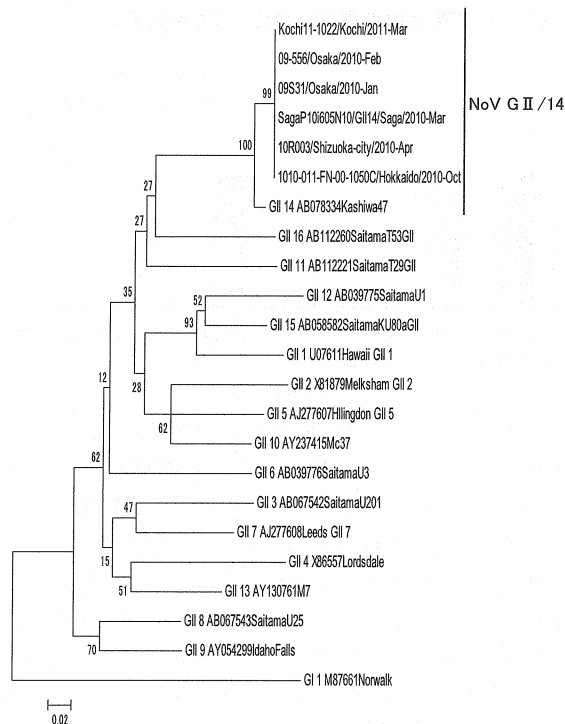 Kochi11-1022/Kochi/2011-Mar
09-556/Osaka/2010-Feb
09S31/Osaka/2010-Jan
99
NoV GⅡ/14
SagaP10i605N10/GII14/Saga/2010-Mar
10R003/Shizuoka-city/2010-Apr
100
1010-011-FN-00-1050C/Hokkaido/2010-Oct
27
GII 14 AB078334Kashiwa47
27
GII 16 AB112260SaitamaT53GII
GII 11 AB112221SaitamaT29GII
35
52
GII 12 AB039775SaitamaU1
93
GII 15 AB058582SaitamaKU80aGII
GII 1 U07611Hawaii GII 1
12
28
GII 2 X81879Melksham GII 2
GII 5 AJ277607HIlingdon GII 5
62
GII 10 AY237415Mc37
62
GII 6 AB039776SaitamaU3
47
GII 3 AB067542SaitamaU201
GII 7 AJ277608Leeds GII 7
15
GII 4 X86557Lordsdale
51
GII 13 AY130761M7
GII 8 AB067543SaitamaU25
70
GII 9 AY054299IdahoFalls
GI 1 M87661Norwalk
0.02